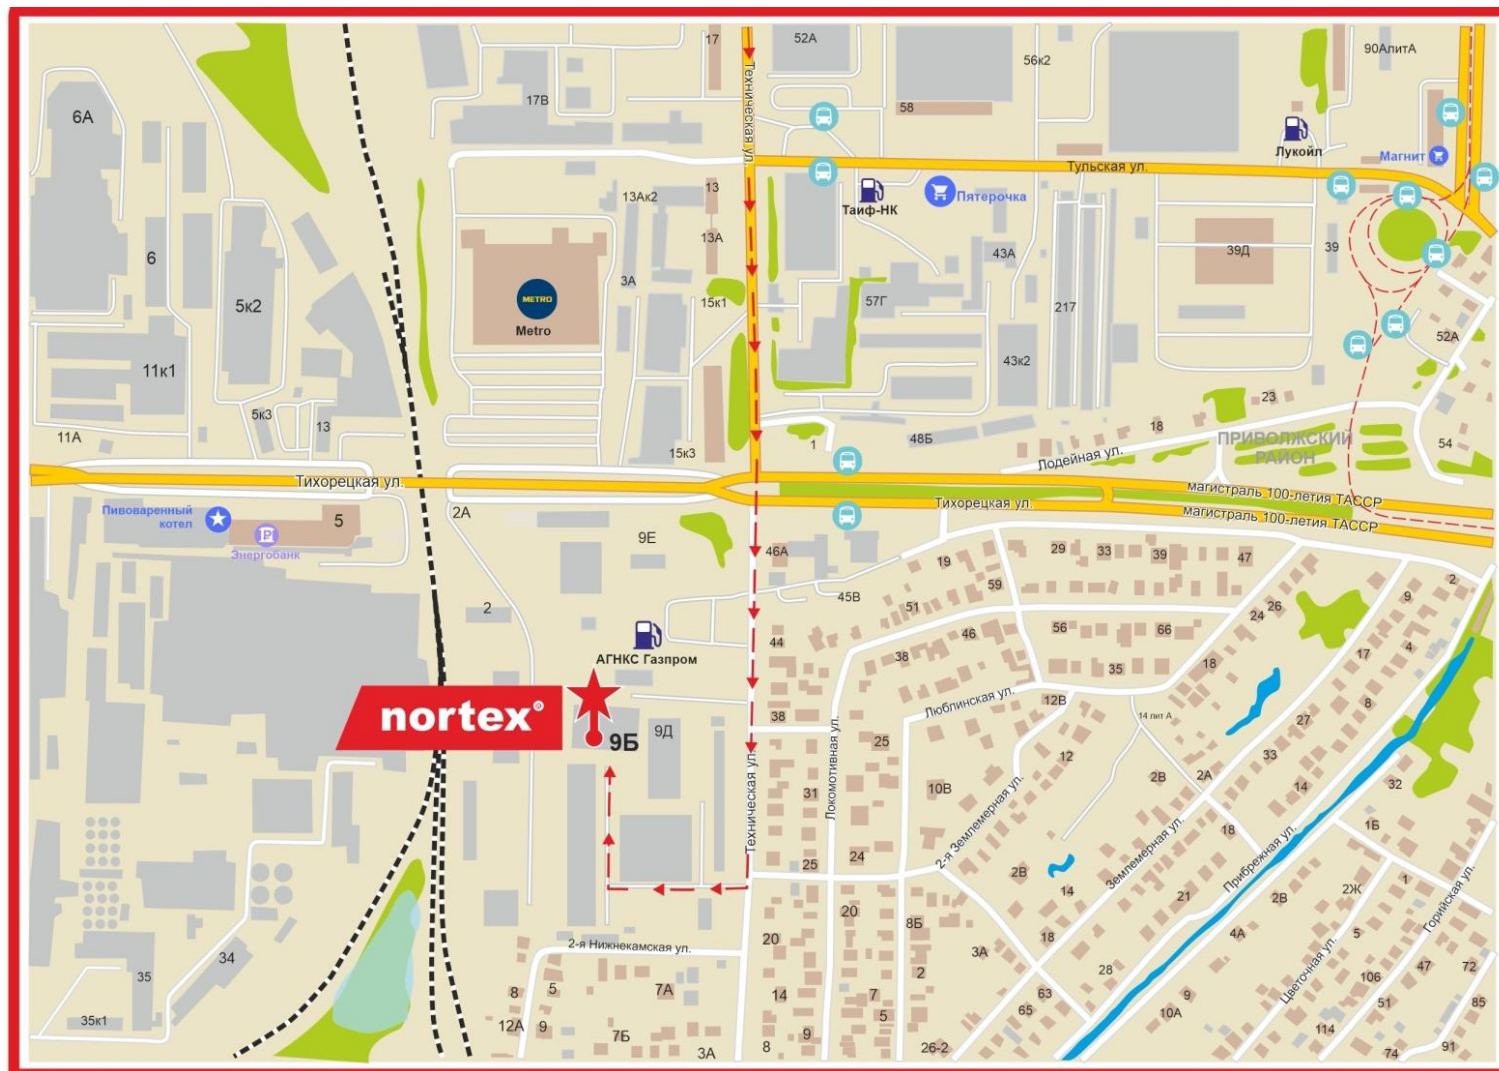 17
52А
56к2
90АлитА
6А
17В
58
Техническая ул.
Лукойл
Магнит
Тульская ул.
13Ак2
13
Таиф-НК
Пятерочка
13А
6
43А
39Д
39
3А
15к1
57Г
217
5к2
METRO
Metro
52А
11к1
43к2
5к3
13
11А
23
18
48Б
1
ПРИВОЛЖСКИЙ
РАЙОН
54
15к3
Лодейная ул.
Тихорецкая ул.
магистраль 100-летия ТАССР
Тихорецкая ул.
магистраль 100-летия ТАССР
Пивоваренный
котел
5
2А
Энергобанк
9Е
46А
19
29
33
39
47
59
2
45В
51
9
26
24
2
44
46
56
66
4
АГНКС Газпром
38
35
18
17
nortex®
9Б
9Д
38
Люблинская ул.
12В
14 лит А
8
27
25
Техническая ул.
Локомотивная ул.
12
33
2В
2А
32
31
10В
14
2-я Землемерная ул.
18
1Б
25
24
2В
14
Землемерная ул.
Прибрежная ул.
21
2В
2Ж
1
Горийская ул.
20
8Б
4А
5
20
18
3А
2-я Нижнекамская ул.
34
35
2
28
Цветочная ул.
47
72
106
8
5
7А
14
7
5
63
65
9
10А
51
85
35к1
12А
9
7Б
3А
8
9
26-2
114
74
91